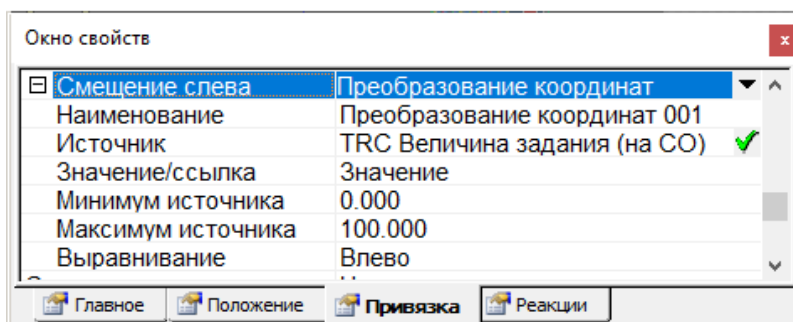 Окно свойств
Смещение слева Преобразование координат
Наименование Преобразование координат 001
Источник TRC Величина задания (на СО)
Значение/ссылка Значение
Минимум источника 0.000
Максимум источника 100.000
Выравнивание Влево
Главное Положение Привязка Реакции